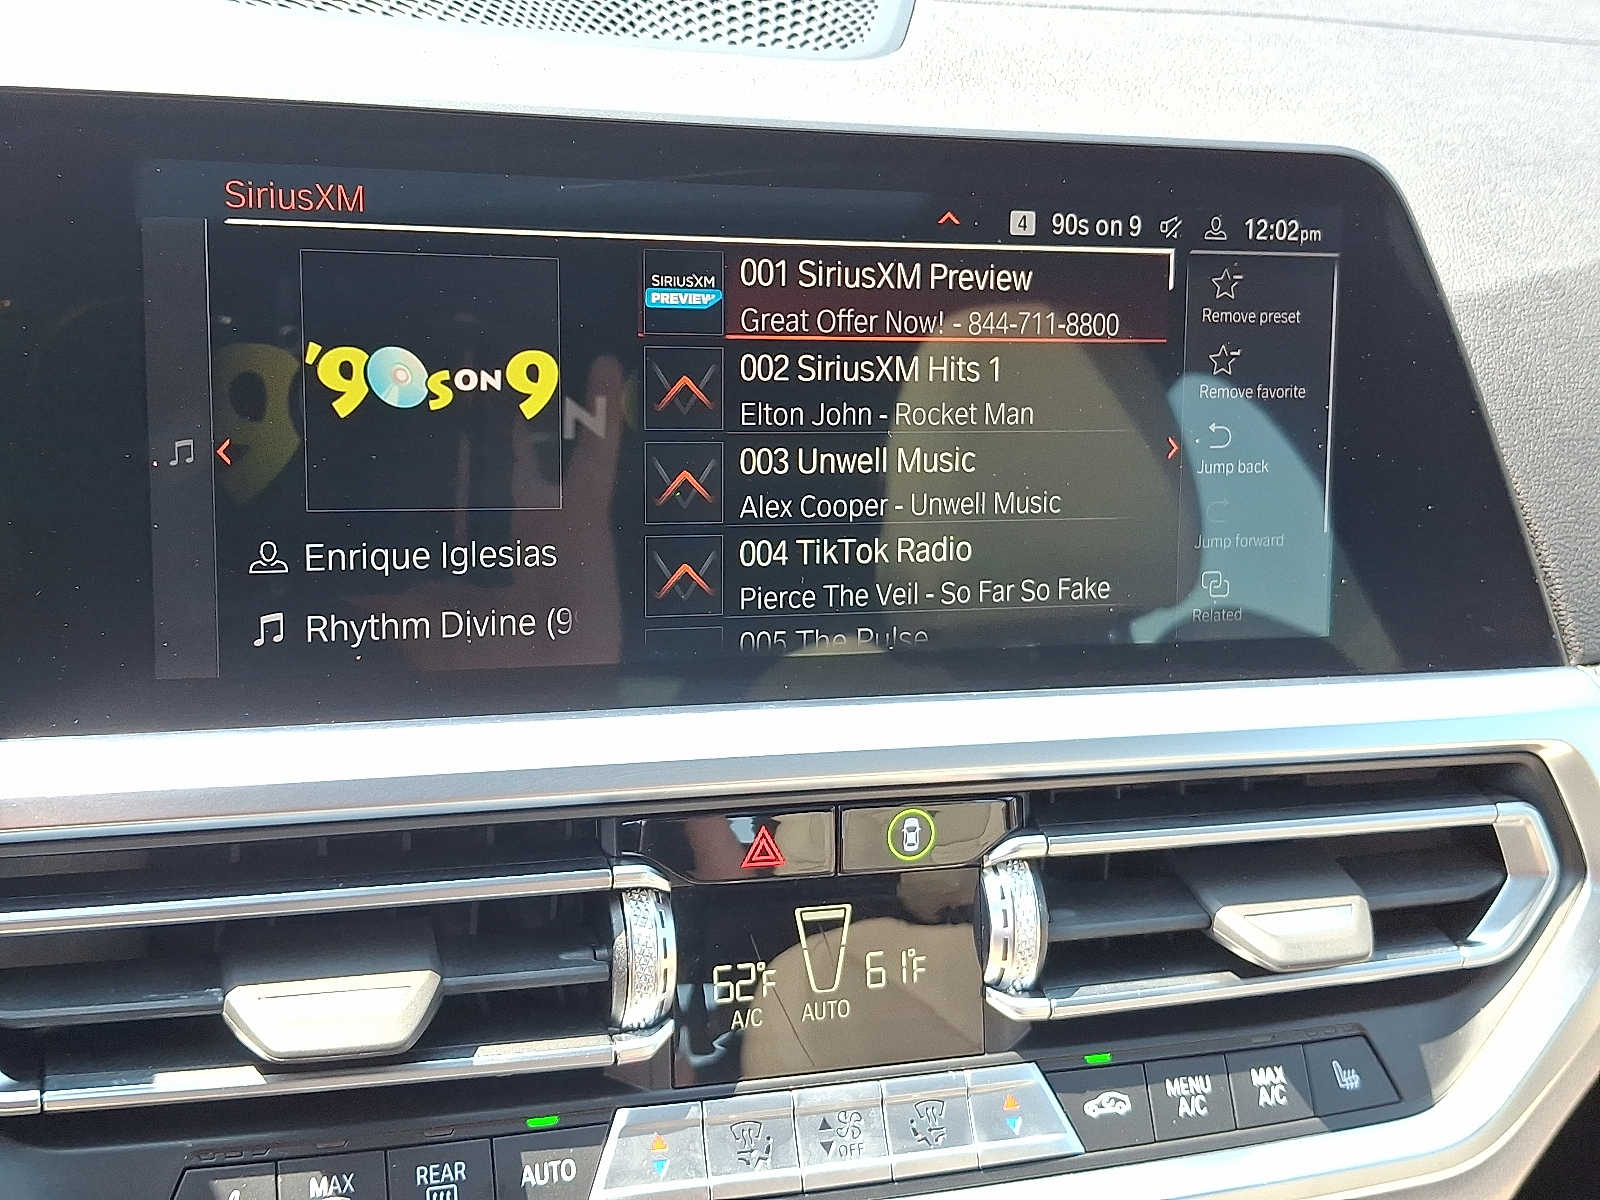 SiriusXM
4 90s on 9 12:02pm
'90s ON 9
Enrique Iglesias
Rhythm Divine (9
SIRIUSXM
PREVIEW
001 SiriusXM Preview
Great Offer Now! - 844-711-8800
002 SiriusXM Hits 1
Elton John - Rocket Man
003 Unwell Music
Alex Cooper - Unwell Music
004 TikTok Radio
Pierce The Veil - So Far So Fake
005 The Pulse
Remove preset
Remove favorite
Jump back
Jump forward
Related
62°F 61°F
A/C AUTO
MAX
REAR
AUTO
OFF
MENU
A/C
MAX
A/C